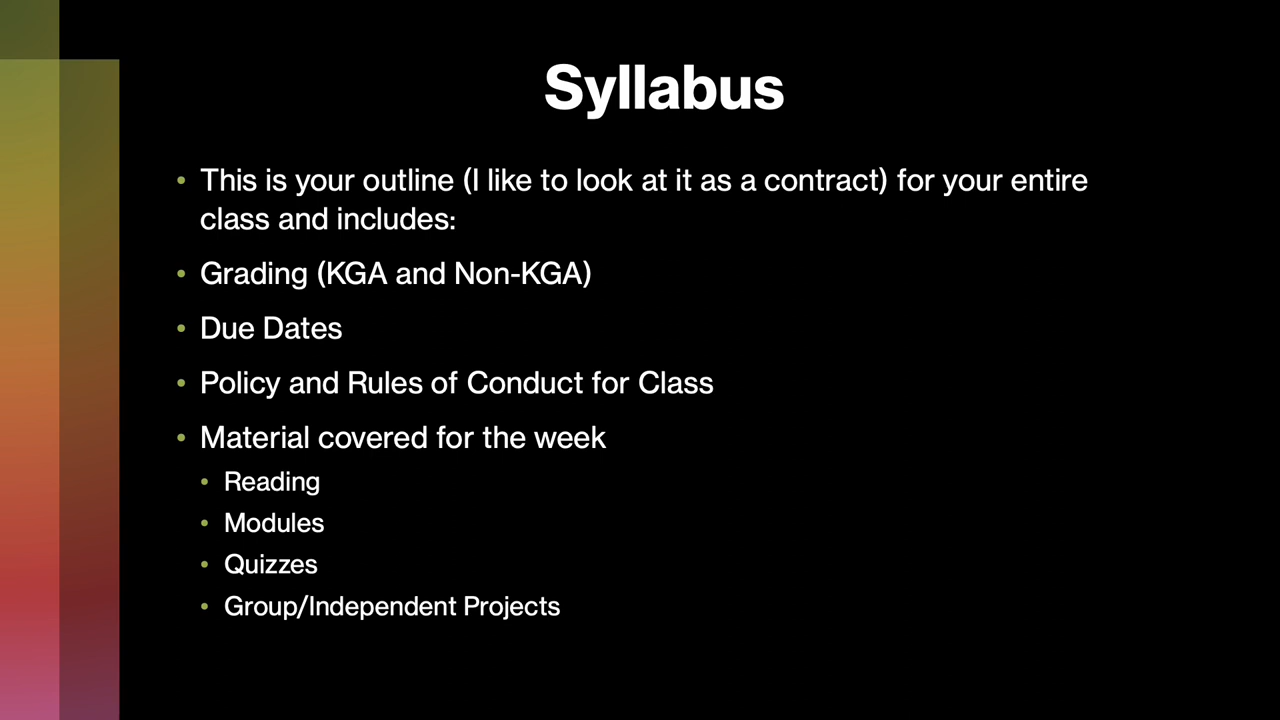 Syllabus
• This is your outline (I like to look at it as a contract) for your entire
class and includes:
• Grading (KGA and Non-KGA)
• Due Dates
• Policy and Rules of Conduct for Class
• Material covered for the week
• Reading
• Modules
• Quizzes
• Group/Independent Projects